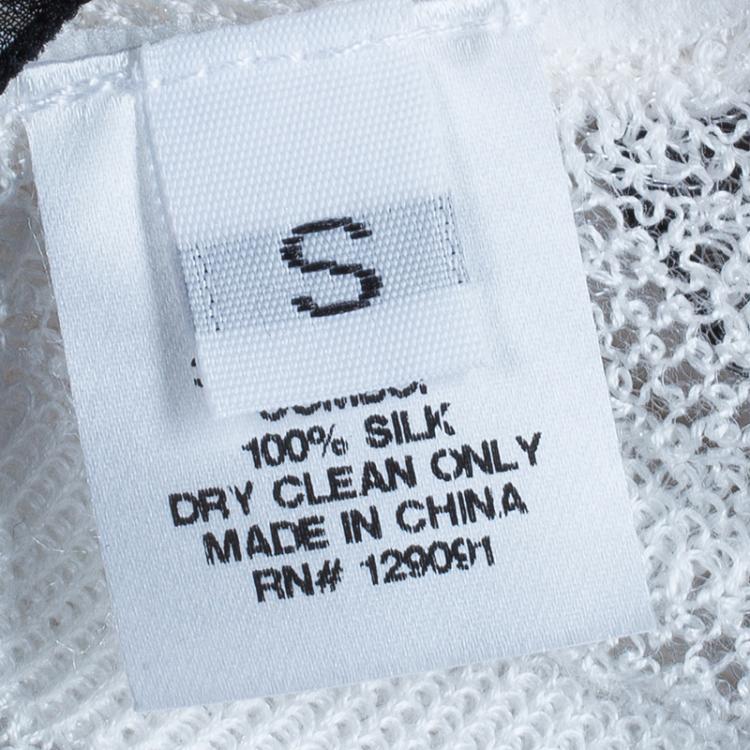 S
100% SILK
DRY CLEAN ONLY
MADE IN CHINA
RN# 129091